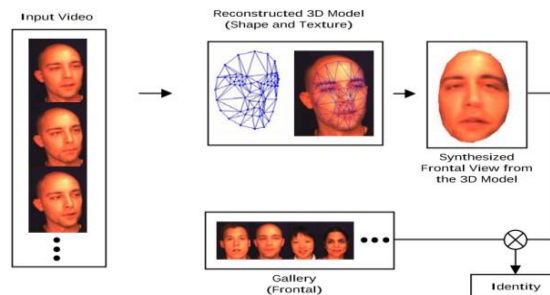 Input Video
Reconstructed 3D Model
(Shape and Texture)
Synthesized
Frontal View from
the 3D Model
Gallery
(Frontal)
Identity